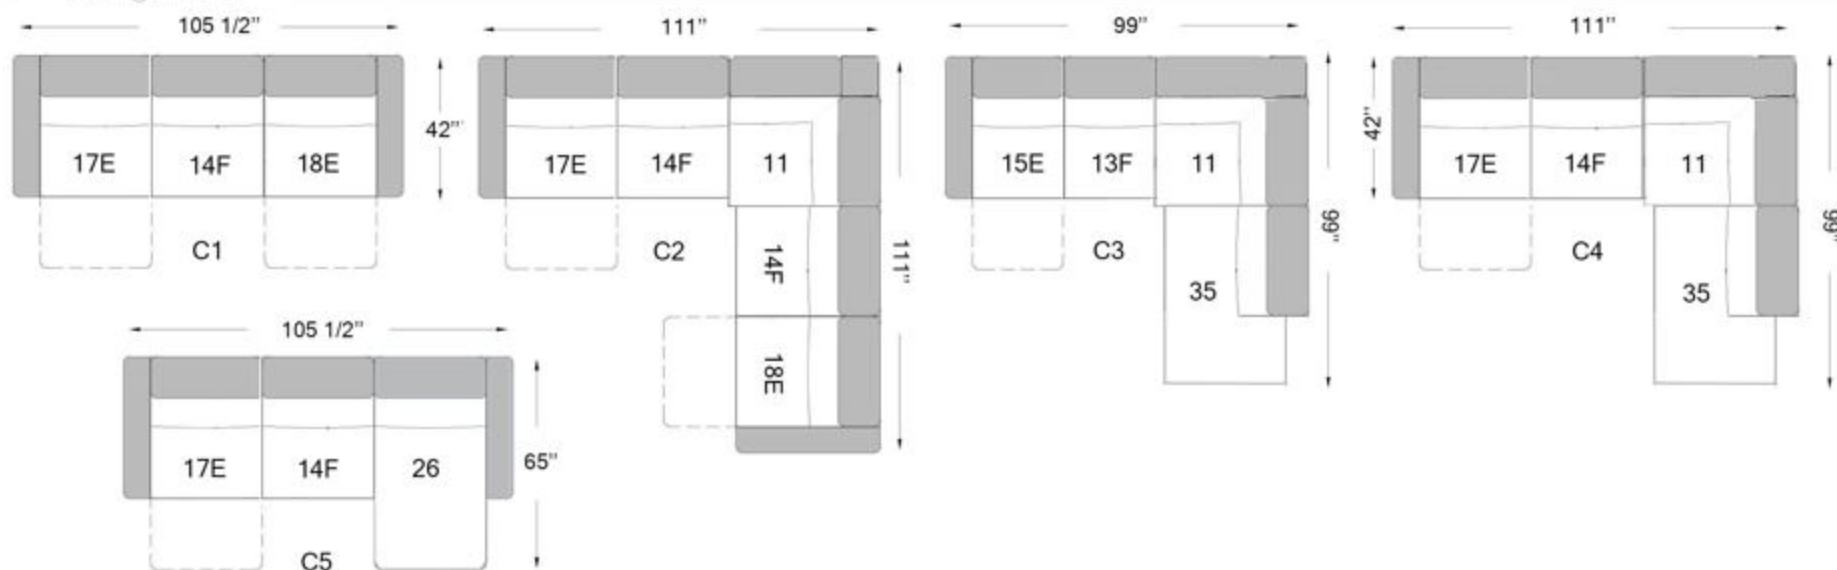 105 1/2”
111”
99”
111”
42”
42”
17E 14F 18E
17E 14F 11
15E 13F 11
17E 14F 11
99”
99”
C1
C2
C3
C4
14F
111”
35
35
105 1/2”
18E
17E 14F 26
65”
C5